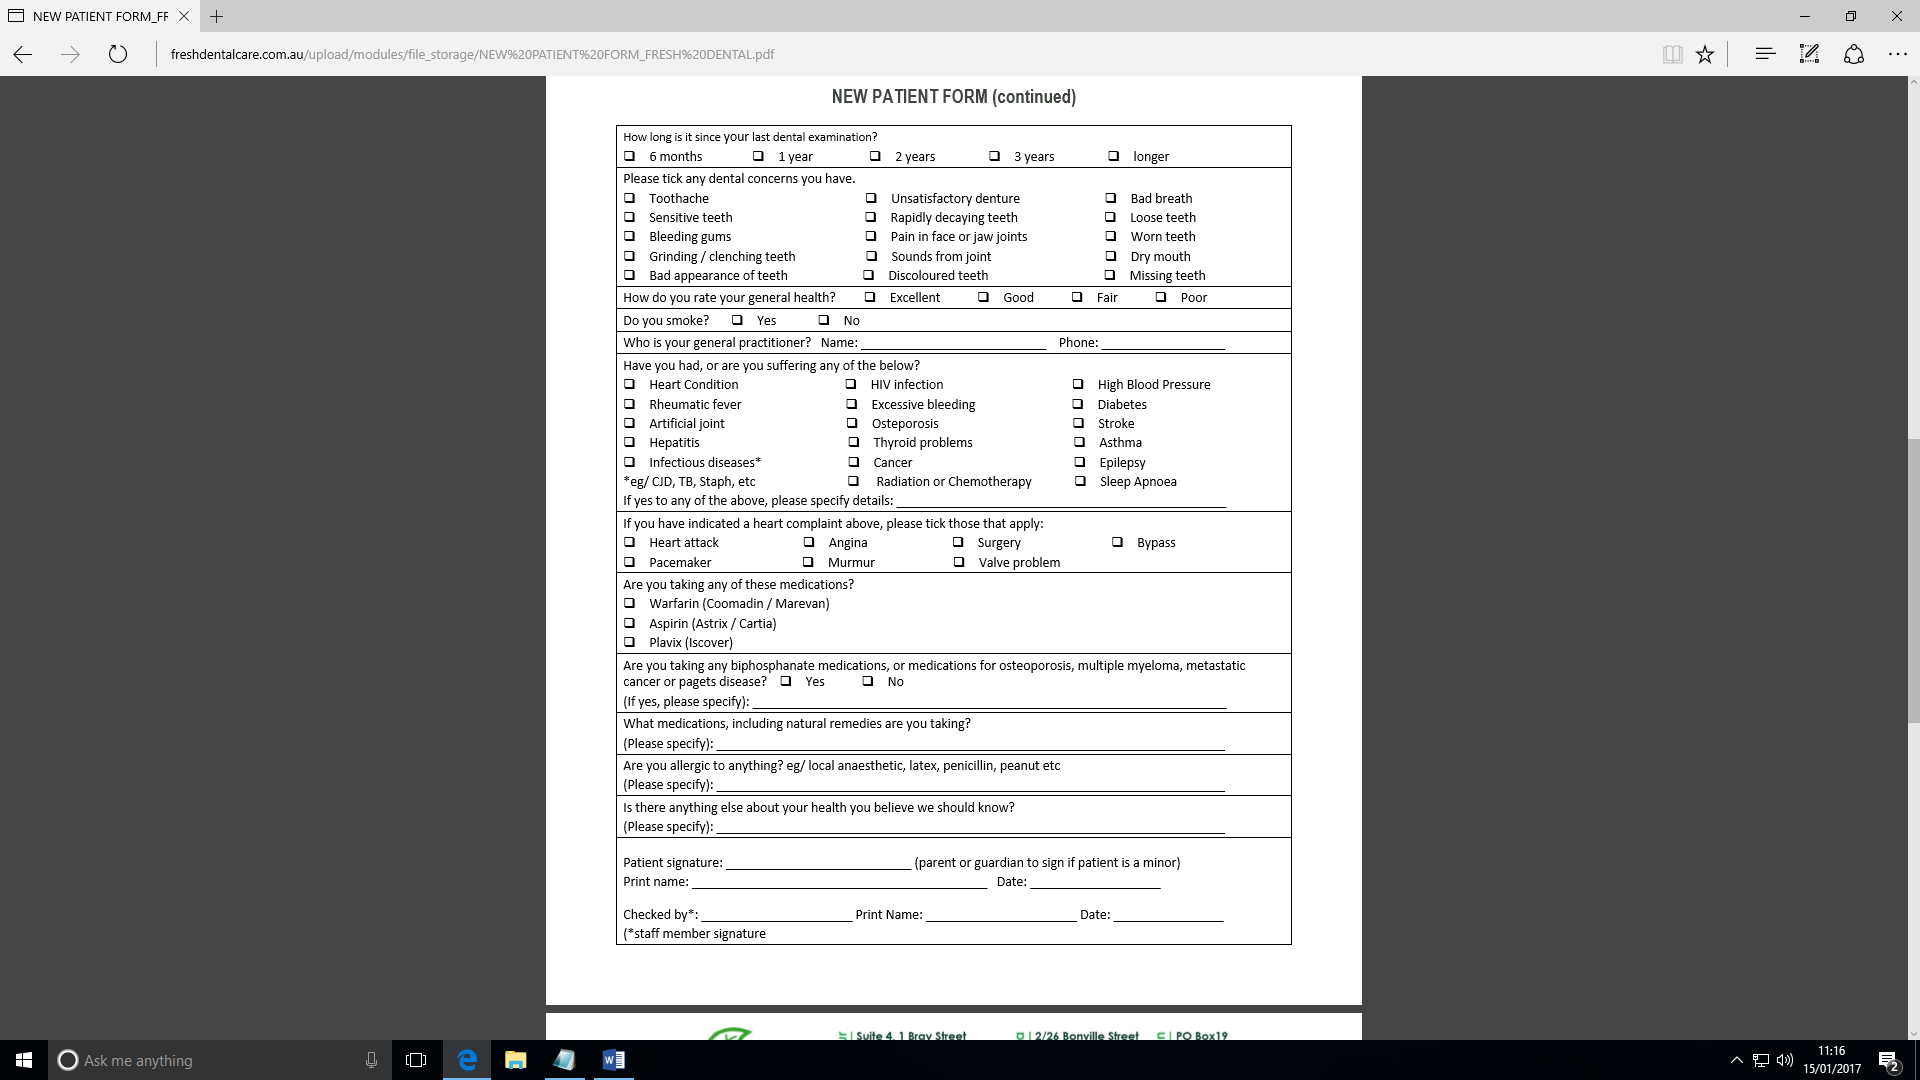 NEW PATIENT FORM_FF
freshdentalcare.com.au/upload/modules/file_storage/NEW%20PATIENT%20FORM_FRESH%20DENTAL.pdf
NEW PATIENT FORM (continued)
How long is it since your last dental examination?
❑ 6 months ❑ 1 year ❑ 2 years ❑ 3 years ❑ longer
Please tick any dental concerns you have.
❑ Toothache ❑ Unsatisfactory denture ❑ Bad breath
❑ Sensitive teeth ❑ Rapidly decaying teeth ❑ Loose teeth
❑ Bleeding gums ❑ Pain in face or jaw joints ❑ Worn teeth
❑ Grinding / clenching teeth ❑ Sounds from joint ❑ Dry mouth
❑ Bad appearance of teeth ❑ Discoloured teeth ❑ Missing teeth
How do you rate your general health? ❑ Excellent ❑ Good ❑ Fair ❑ Poor
Do you smoke? ❑ Yes ❑ No
Who is your general practitioner? Name: ____________________ Phone: ____________________
Have you had, or are you suffering any of the below?
❑ Heart Condition ❑ HIV infection ❑ High Blood Pressure
❑ Rheumatic fever ❑ Excessive bleeding ❑ Diabetes
❑ Artificial joint ❑ Osteporosis ❑ Stroke
❑ Hepatitis ❑ Thyroid problems ❑ Asthma
❑ Infectious diseases* ❑ Cancer ❑ Epilepsy
*eg/ CJD, TB, Staph, etc ❑ Radiation or Chemotherapy ❑ Sleep Apnoea
If yes to any of the above, please specify details: ____________________
If you have indicated a heart complaint above, please tick those that apply:
❑ Heart attack ❑ Angina ❑ Surgery ❑ Bypass
❑ Pacemaker ❑ Murmur ❑ Valve problem
Are you taking any of these medications?
❑ Warfarin (Coomadin / Marevan)
❑ Aspirin (Astrix / Cartia)
❑ Plavix (Iscover)
Are you taking any biphosphanate medications, or medications for osteoporosis, multiple myeloma, metastatic
cancer or pagets disease? ❑ Yes ❑ No
(If yes, please specify): ____________________
What medications, including natural remedies are you taking?
(Please specify): ____________________
Are you allergic to anything? eg/ local anaesthetic, latex, penicillin, peanut etc
(Please specify): ____________________
Is there anything else about your health you believe we should know?
(Please specify): ____________________
Patient signature: ____________________ (parent or guardian to sign if patient is a minor)
Print name: ____________________ Date: ____________________
Checked by*: ____________________ Print Name: ____________________ Date: ____________________
(*staff member signature
| Suite 4, 1 Bray Street | 2/26 Bonville Street | PO Box19
Ask me anything
11:16
15/01/2017
2